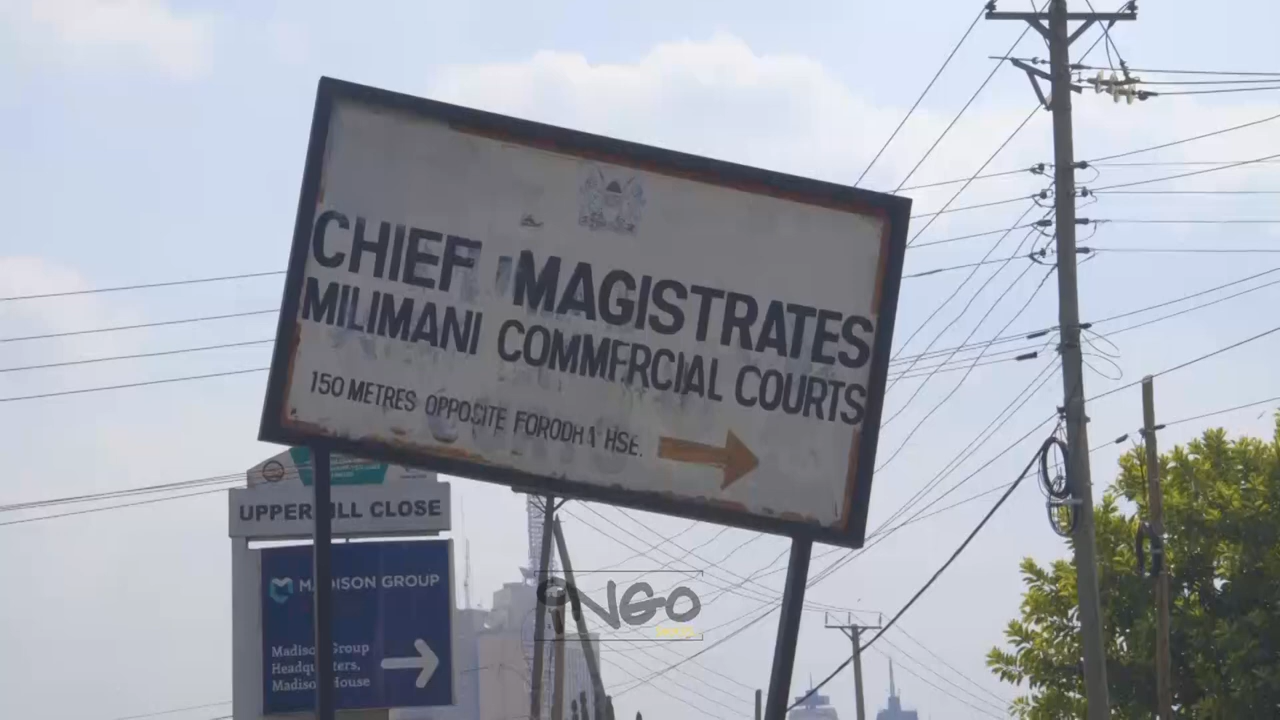 CHIEF MAGISTRATES
MILIMANI COMMERCIAL COURTS
150 METRES OPPOSITE FORODHA HSE.
UPPER HILL CLOSE
MADISON GROUP
Madison Group
Headquarters,
Madison House
ONGO